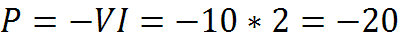 P = −VI = −10 * 2 = −20